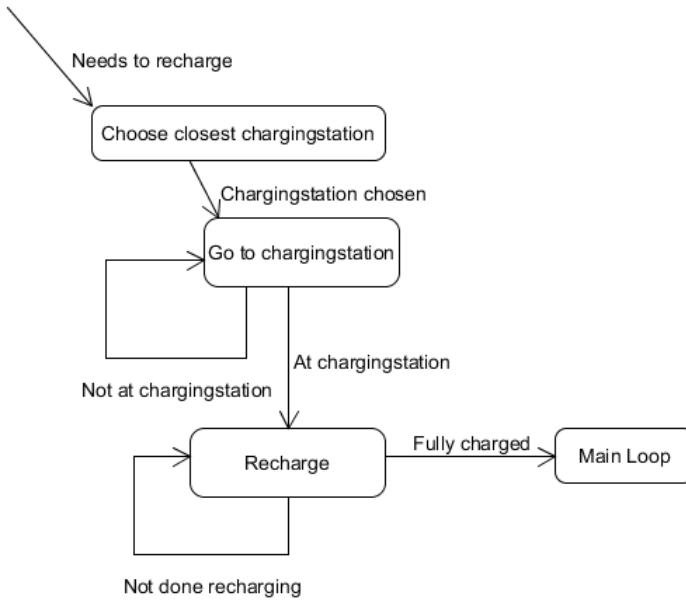 Needs to recharge
Choose closest chargingstation
Chargingstation chosen
Go to chargingstation
At chargingstation
Not at chargingstation
Recharge
Fully charged
Main Loop
Not done recharging